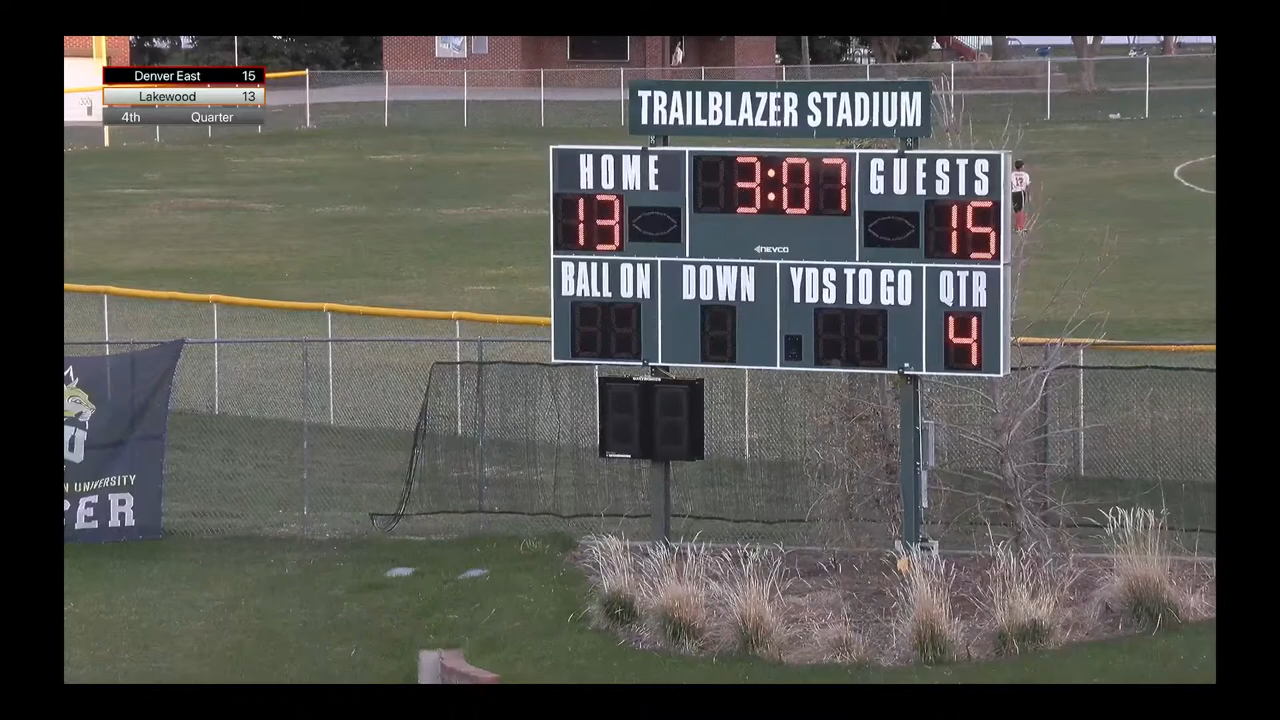 Denver East 15
Lakewood 13
4th Quarter
TRAILBLAZER STADIUM
HOME 3:07 GUESTS
13 15
NEVCO
BALL ON DOWN YDS TO GO QTR
4
UNIVERSITY
12